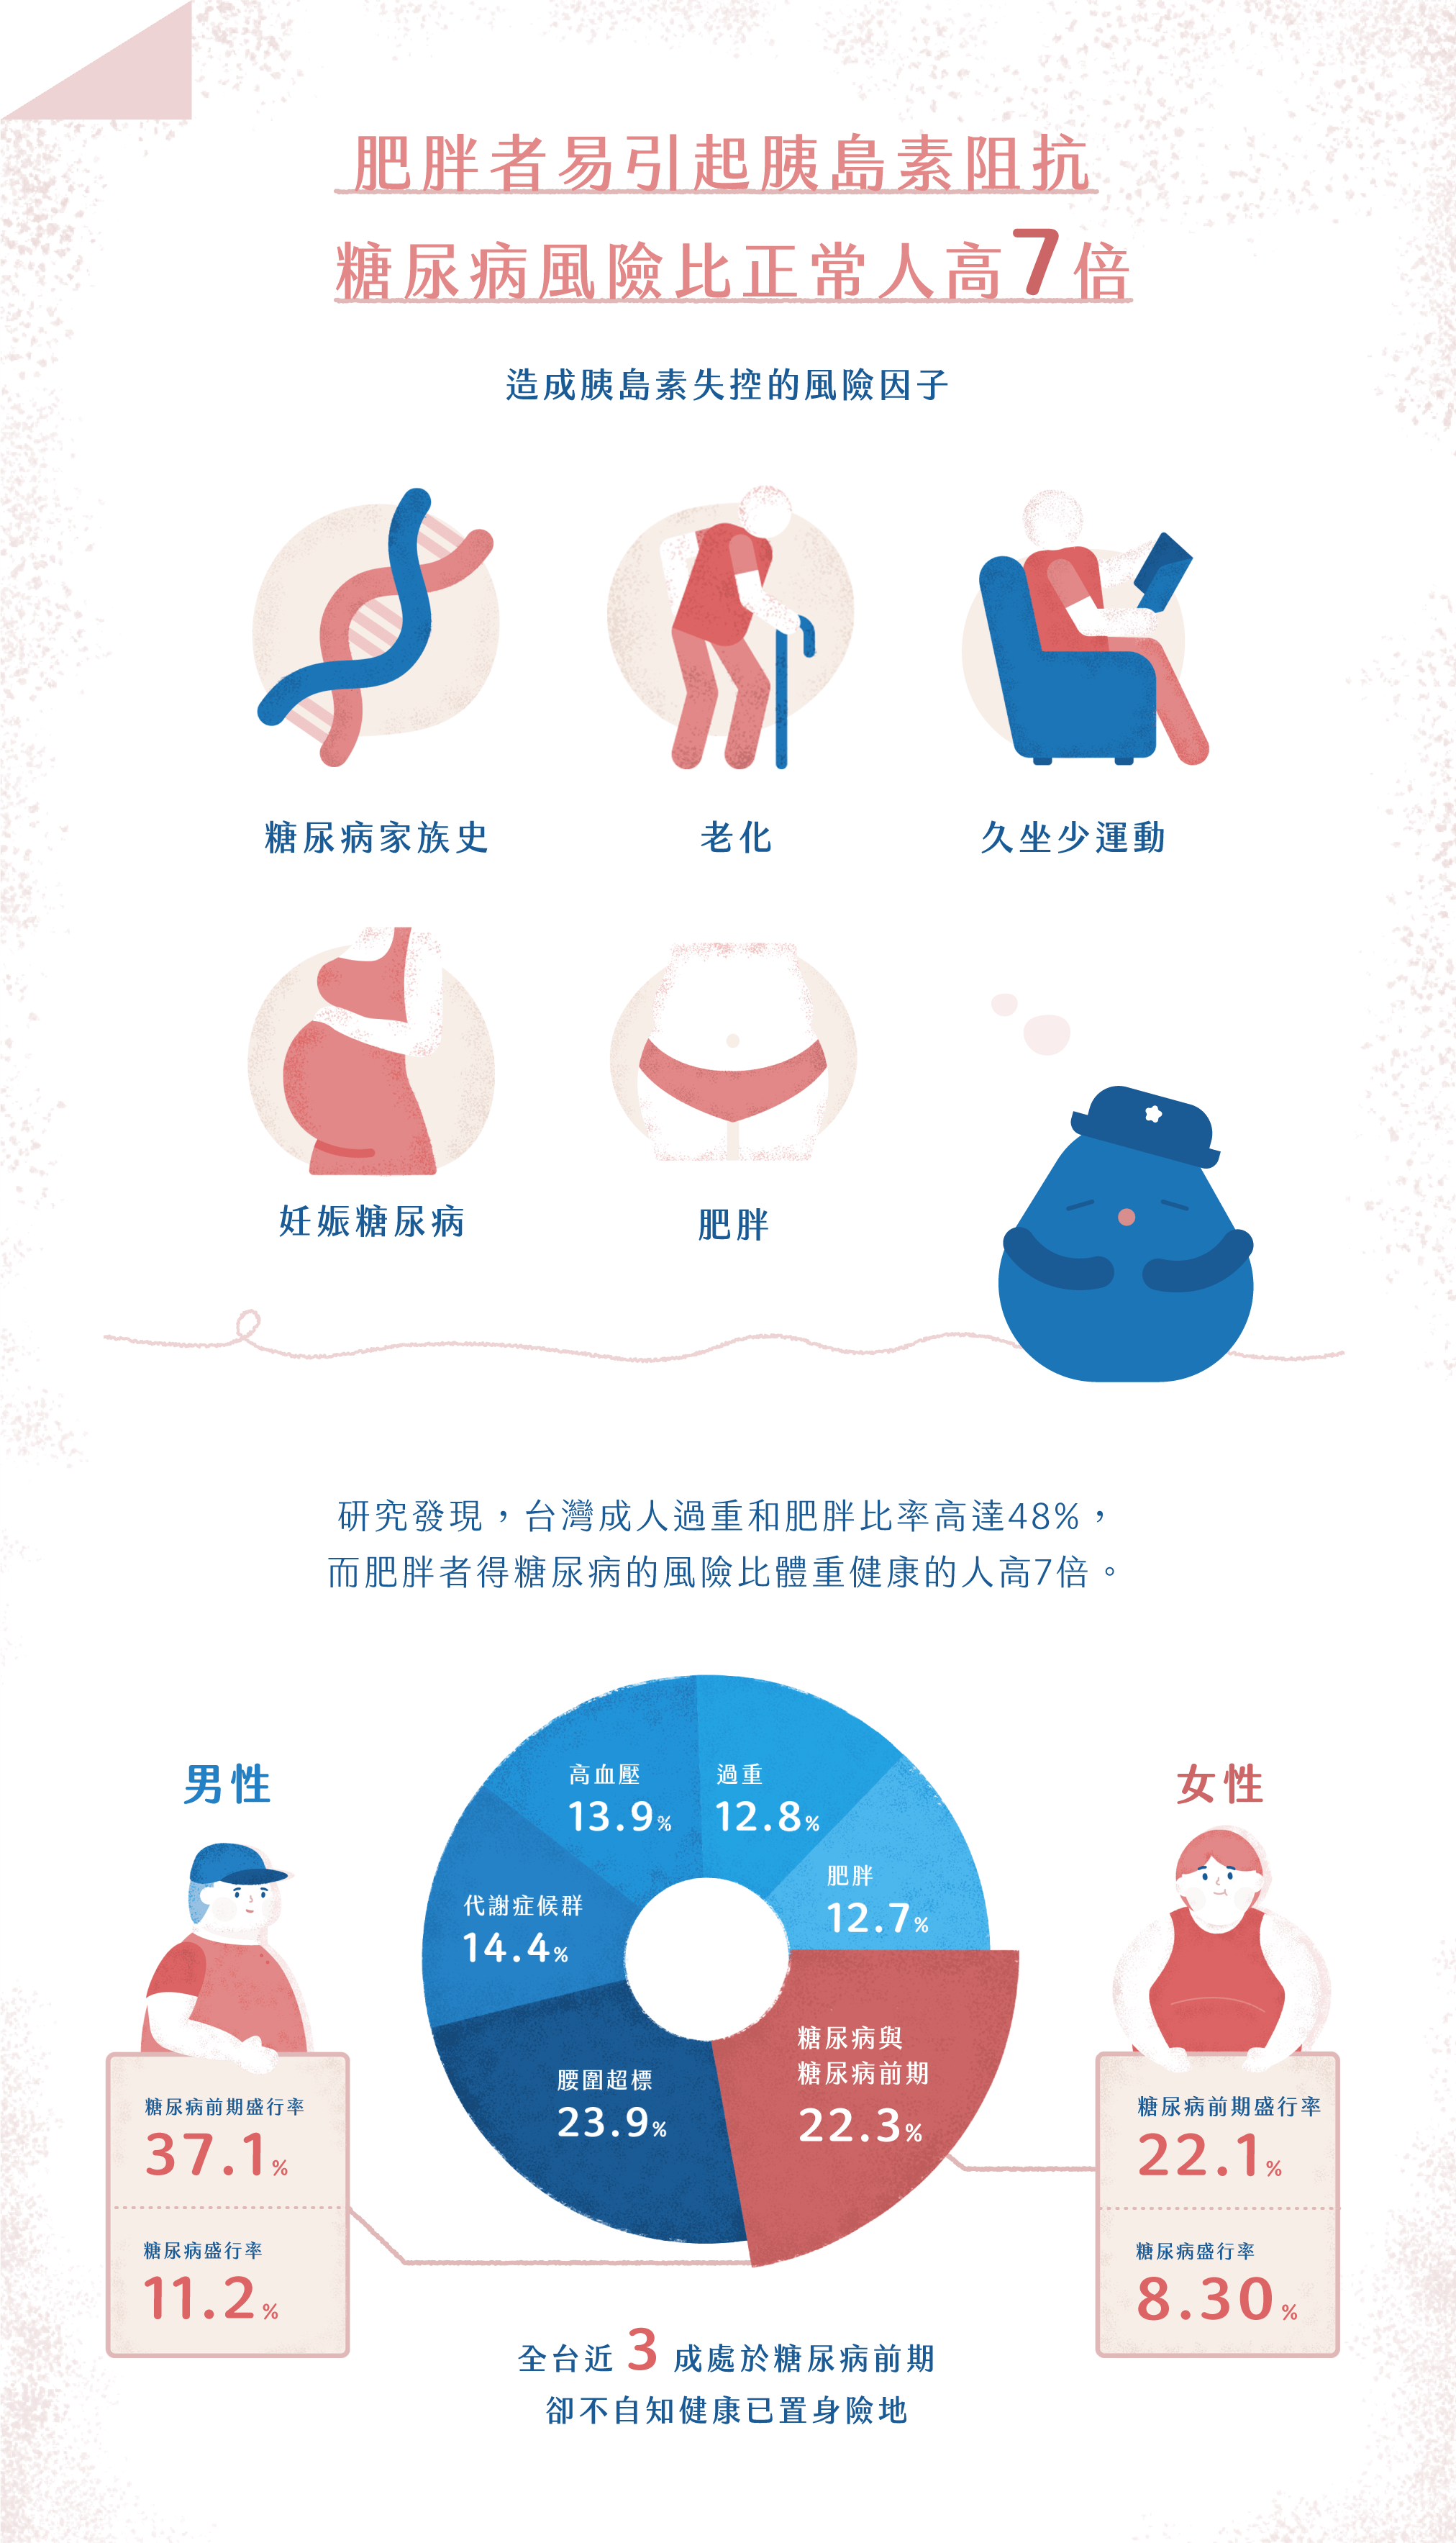 肥胖者易引起胰島素阻抗
糖尿病風險比正常人高7倍
造成胰島素失控的風險因子
糖尿病家族史
老化
久坐少運動
妊娠糖尿病
肥胖
研究發現，台灣成人過重和肥胖比率高達48%，
而肥胖者得糖尿病的風險比體重健康的人高7倍。
男性
女性
高血壓
13.9%
過重
12.8%
肥胖
12.7%
代謝症候群
14.4%
腰圍超標
23.9%
糖尿病與
糖尿病前期
22.3%
糖尿病前期盛行率
37.1%
糖尿病盛行率
11.2%
糖尿病前期盛行率
22.1%
糖尿病盛行率
8.30%
全台近 3 成處於糖尿病前期
卻不自知健康已置身險地